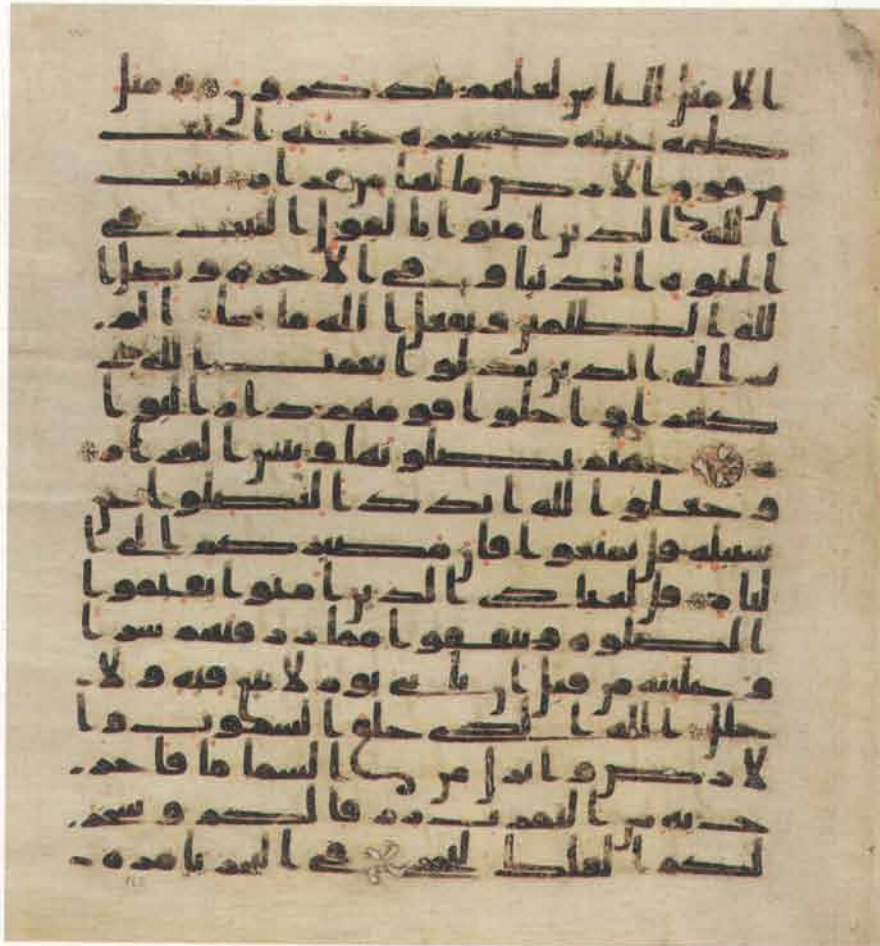 الامثل للناس لعلهم يتذكرون ومثل
كلمة خبيثة كشجرة خبيثة اجتثت
من فوق الارض ما لها من قرار يثبت
الله الذين امنوا بالقول الثبت في
الحيوة الدنيا وفي الاخرة ويضل ا
لله الظلمين ويفعل الله ما يشا الم
تر الى الذين بدلوا نعمت الله
كفرا واحلوا قومهم دار البوا
ر جهنم يصلونها وبئس القرار
وجعلوا لله اندادا ليضلوا عن
سبيله قل تمتعوا فان مصيركم الى ا
لنار قل لعبادي الذين امنوا يقيموا
الصلوة وينفقوا مما رزقنهم سرا
وعلنية من قبل ان ياتي يوم لا بيع فيه ولا
خلل الله الذي خلق السموت وا
لارض وانزل من السما ما فاخر
ج به من الثمرت رزقا لكم وسخر
لكم الفلك لتجري في البحر بامره